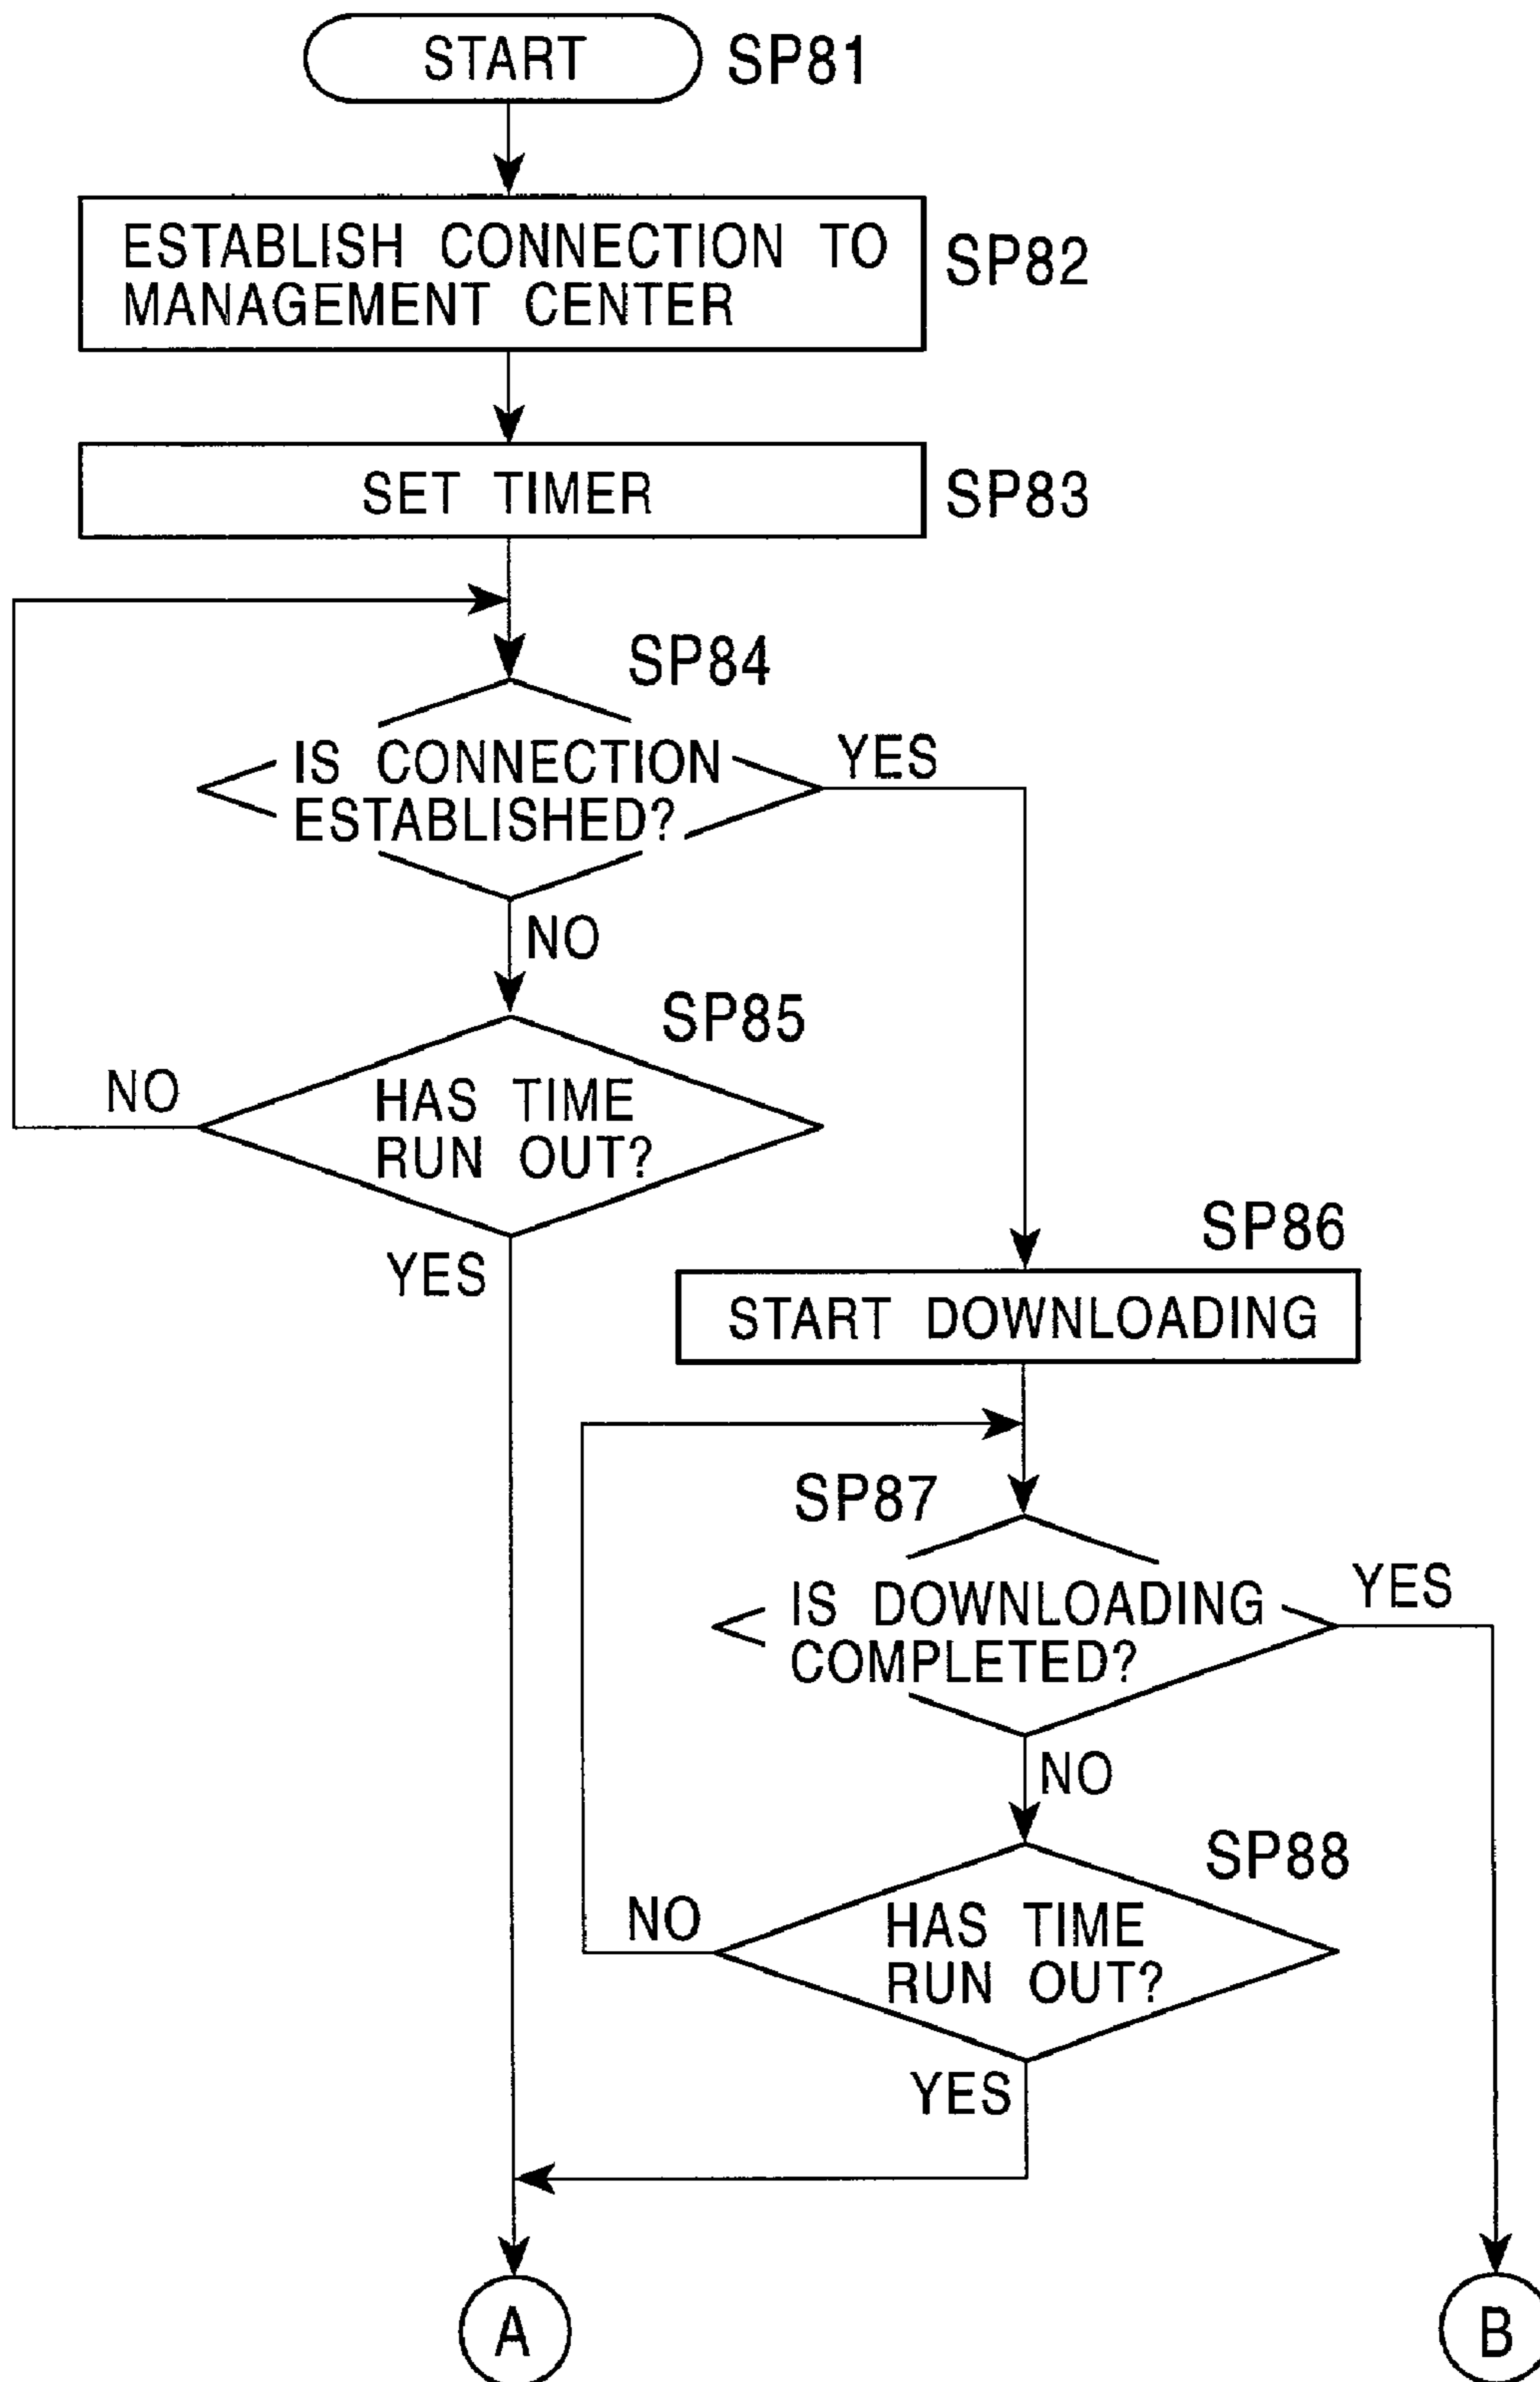 START
SP81
ESTABLISH CONNECTION TO
MANAGEMENT CENTER
SP82
SET TIMER
SP83
SP84
IS CONNECTION
ESTABLISHED?
YES
NO
SP85
HAS TIME
RUN OUT?
NO
YES
SP86
START DOWNLOADING
SP87
IS DOWNLOADING
COMPLETED?
YES
NO
SP88
HAS TIME
RUN OUT?
NO
YES
A
B